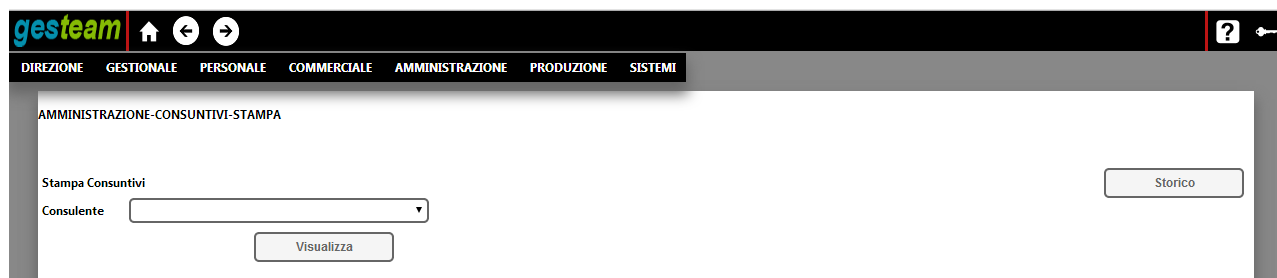 gesteam
?
DIREZIONE GESTIONALE PERSONALE COMMERCIALE AMMINISTRAZIONE PRODUZIONE SISTEMI
AMMINISTRAZIONE-CONSUNTIVI-STAMPA
Stampa Consuntivi
Storico
Consulente
Visualizza